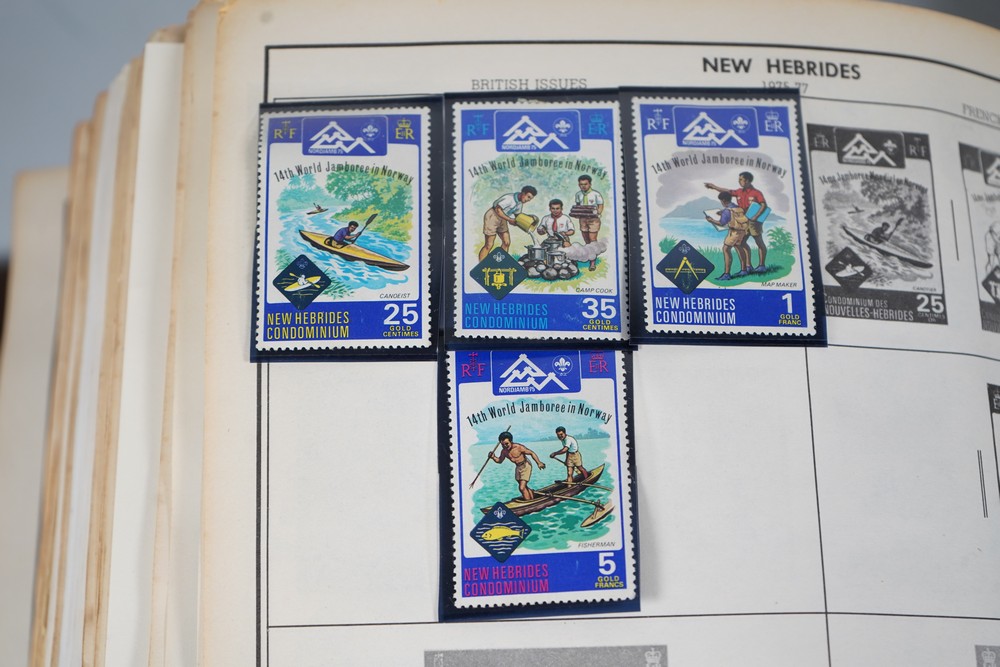 NEW HEBRIDES
BRITISH ISSUES
1975-77
FRENC
RF ER
NORDJAMB 75
14th World Jamboree in Norway
CANOEIST
NEW HEBRIDES
CONDOMINIUM
25
GOLD
CENTIMES
RF ER
NORDJAMB 75
14th World Jamboree in Norway
CAMP COOK
NEW HEBRIDES
CONDOMINIUM
35
GOLD
CENTIMES
RF ER
NORDJAMB 75
14th World Jamboree in Norway
MAP MAKER
NEW HEBRIDES
CONDOMINIUM
1
GOLD
FRANC
RF
CONDOMINIUM DES
NOUVELLES-HEBRIDES
25
CENTIMES
RF ER
NORDJAMB 75
14th World Jamboree in Norway
FISHERMAN
NEW HEBRIDES
CONDOMINIUM
5
GOLD
FRANCS